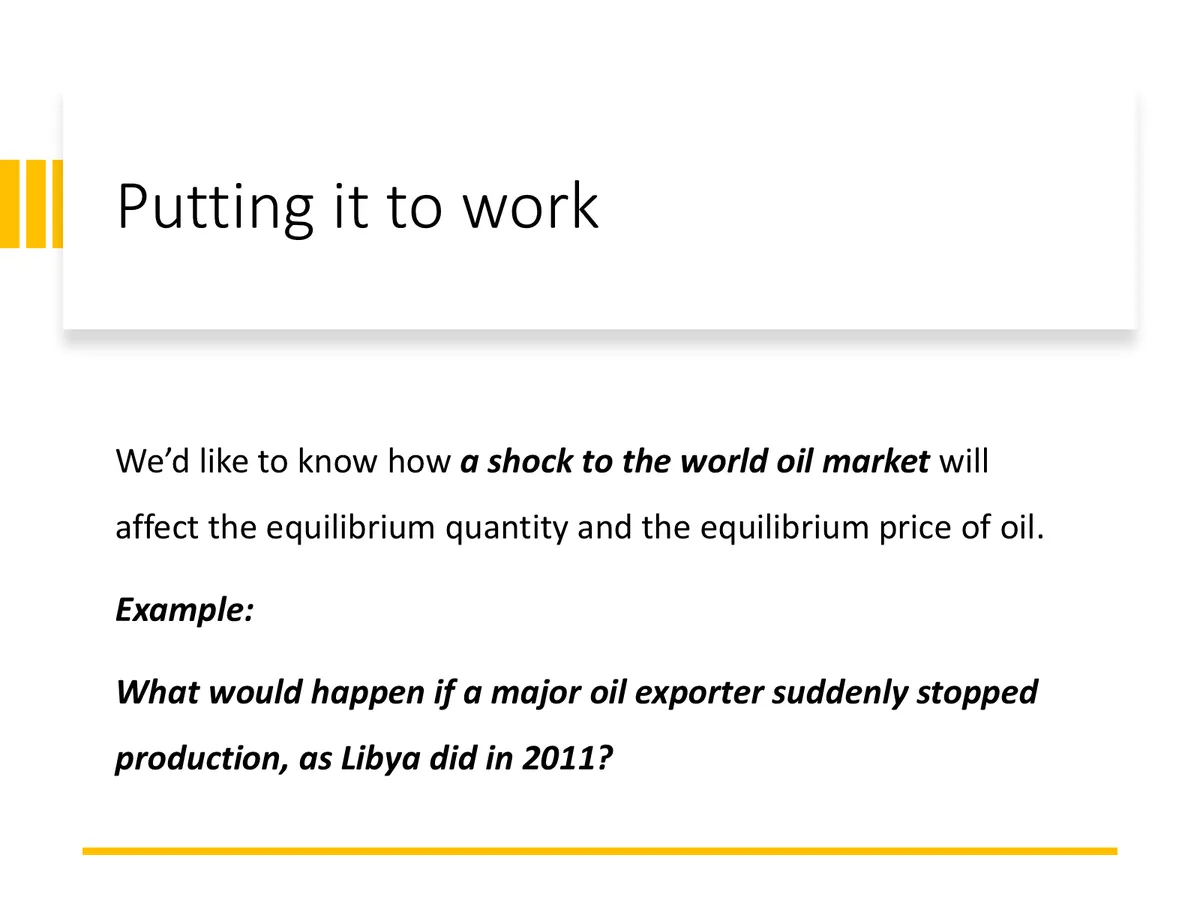 Putting it to work
We’d like to know how a shock to the world oil market will
affect the equilibrium quantity and the equilibrium price of oil.
Example:
What would happen if a major oil exporter suddenly stopped
production, as Libya did in 2011?